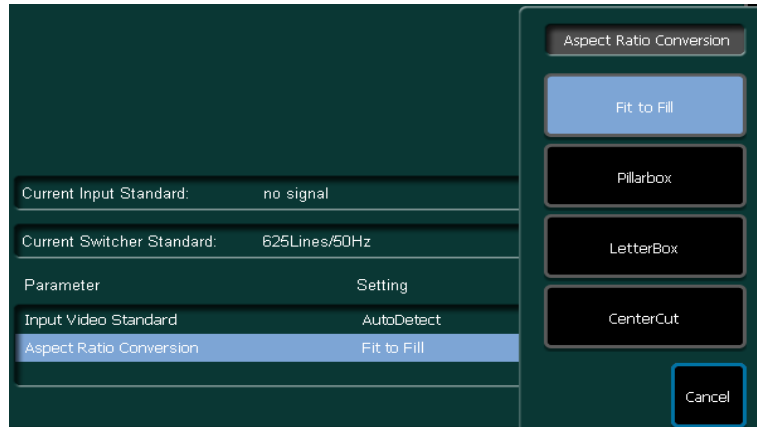 Aspect Ratio Conversion
Fit to Fill
Pillarbox
LetterBox
CenterCut
Cancel
Current Input Standard: no signal
Current Switcher Standard: 625Lines/50Hz
Parameter Setting
Input Video Standard AutoDetect
Aspect Ratio Conversion Fit to Fill